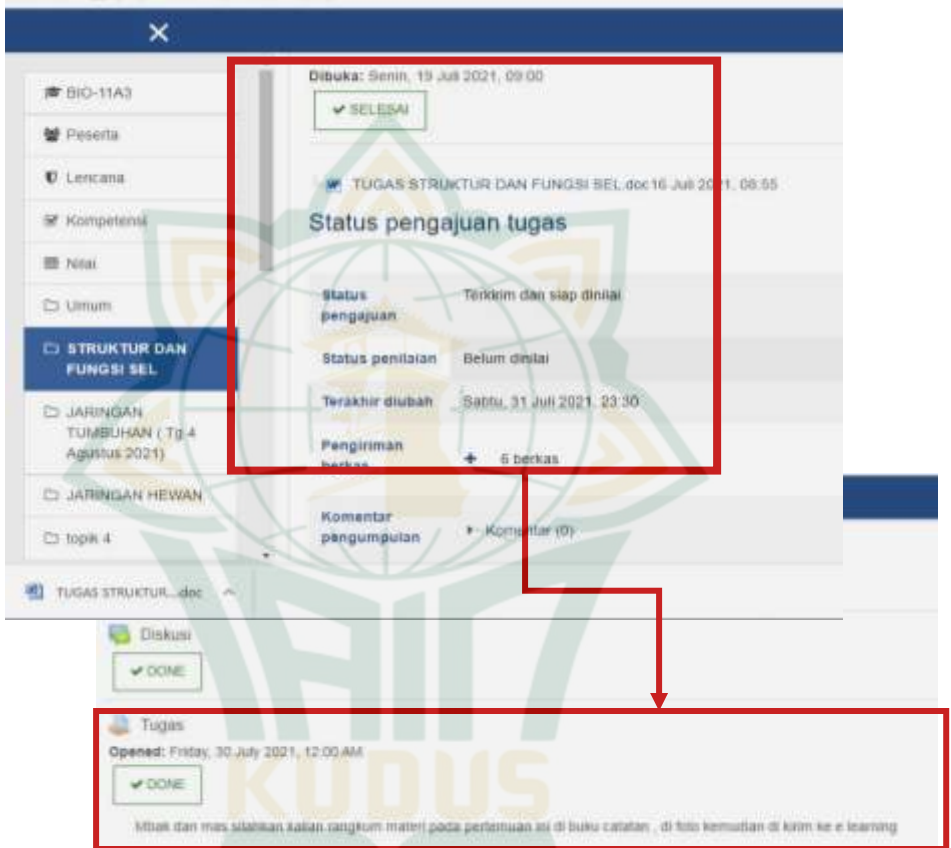 BIO-11A3
Peserta
Lencana
Kompetensi
Nilai
Umum
STRUKTUR DAN
FUNGSI SEL
JARINGAN
TUMBUHAN ( Tg 4
Agustus 2021)
JARINGAN HEWAN
topik 4
Dibuka: Senin, 19 Juli 2021, 09:00
SELESAI
TUGAS STRUKTUR DAN FUNGSI SEL.doc 16 Juli 2021, 08:55
Status pengajuan tugas
Status
pengajuan
Terkirim dan siap dinilai
Status penilaian Belum dinilai
Terakhir diubah Sabtu, 31 Juli 2021, 23:30
Pengiriman
berkas
6 berkas
Komentar
pengumpulan
Komentar (0)
TUGAS STRUKTUR....doc
Diskusi
DONE
Tugas
Opened: Friday, 30 July 2021, 12:00 AM
DONE
Mbak dan mas silahkan kalian rangkum materi pada pertemuan ini di buku catatan , di foto kemudian di kirim ke e learning
KUDUS